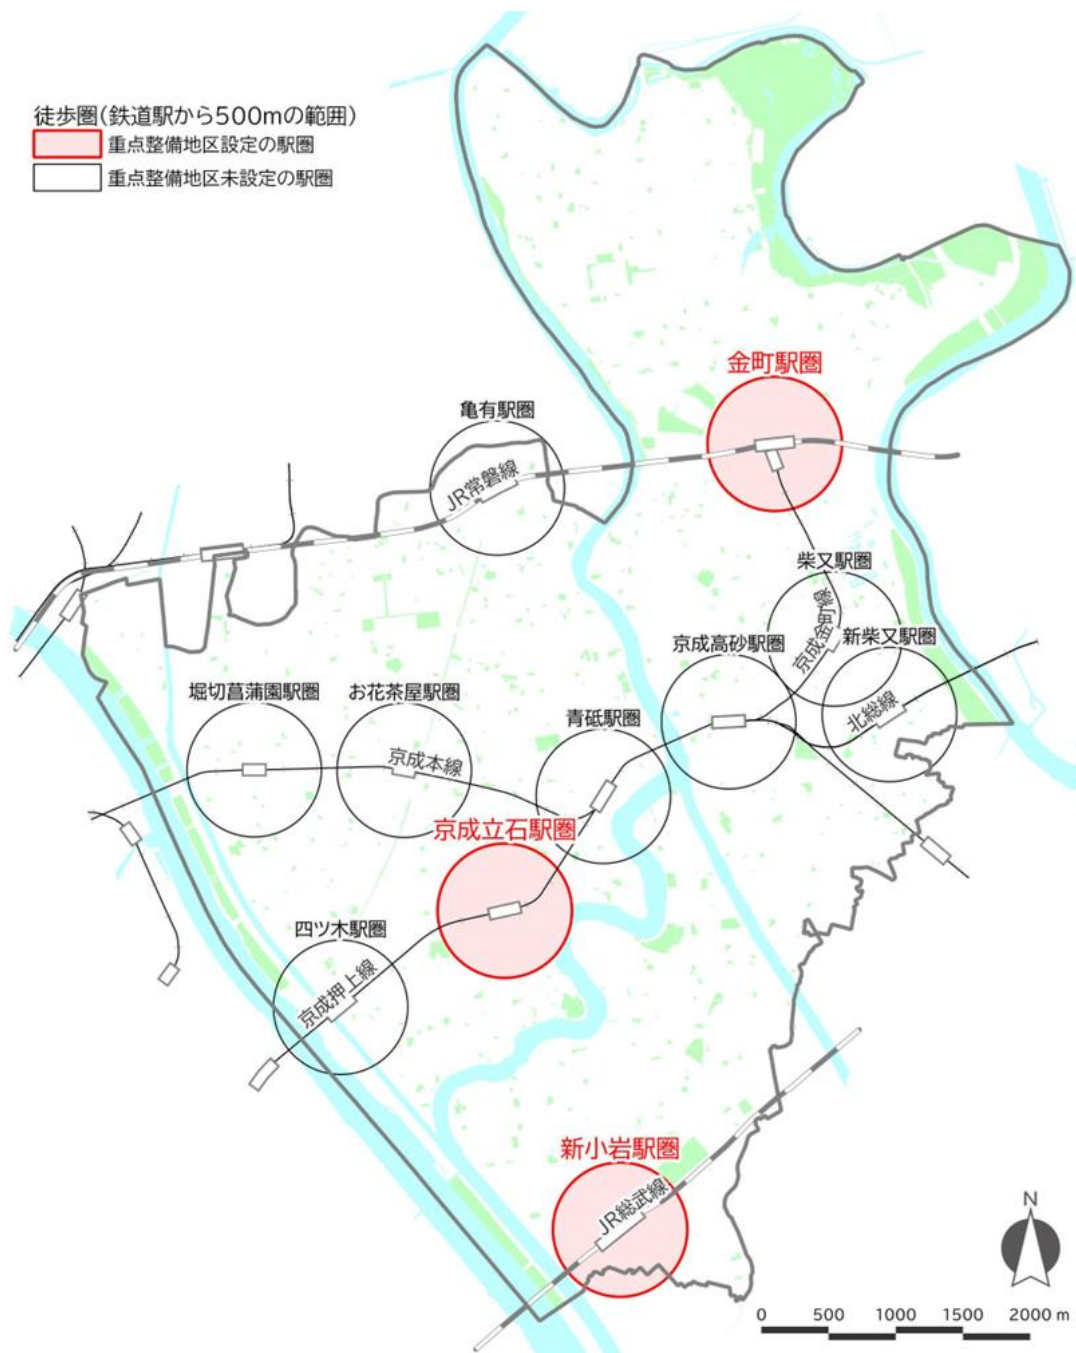 徒歩圏(鉄道駅から500mの範囲)
重点整備地区設定の駅圏
重点整備地区未設定の駅圏
金町駅圏
亀有駅圏
JR常磐線
柴又駅圏
京成金町線
新柴又駅圏
京成高砂駅圏
北総線
堀切菖蒲園駅圏
お花茶屋駅圏
青砥駅圏
京成本線
京成立石駅圏
四ツ木駅圏
京成押上線
新小岩駅圏
JR総武線
N
0 500 1000 1500 2000 m